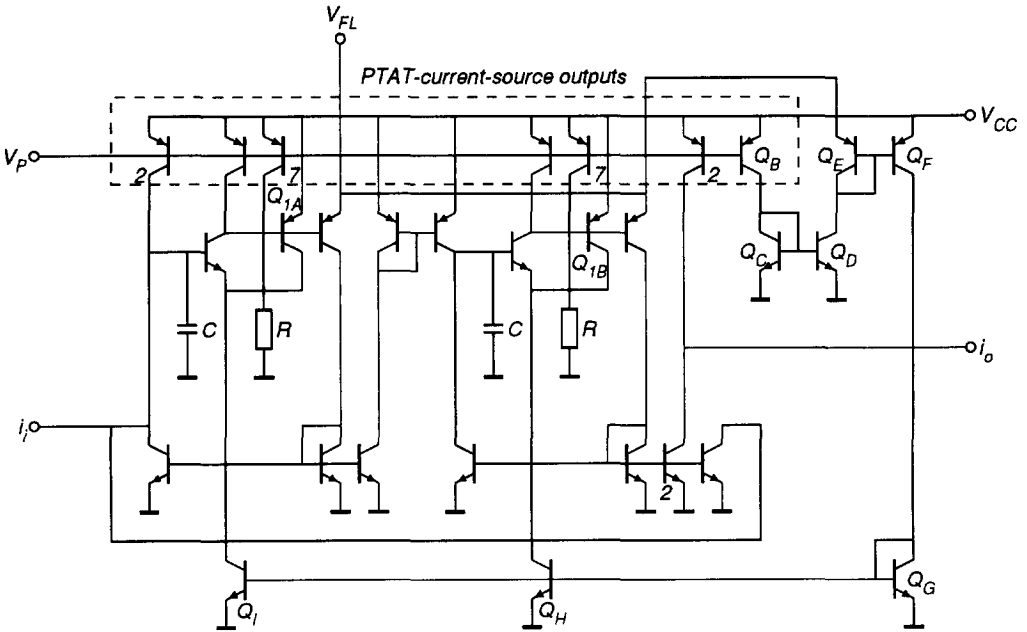 V_FL
PTAT-current-source outputs
V_CC
V_P
2
7
7
2
Q_B
Q_E
Q_F
Q_1A
Q_1B
Q_C
Q_D
C
R
C
R
i_o
i_i
2
Q_I
Q_H
Q_G